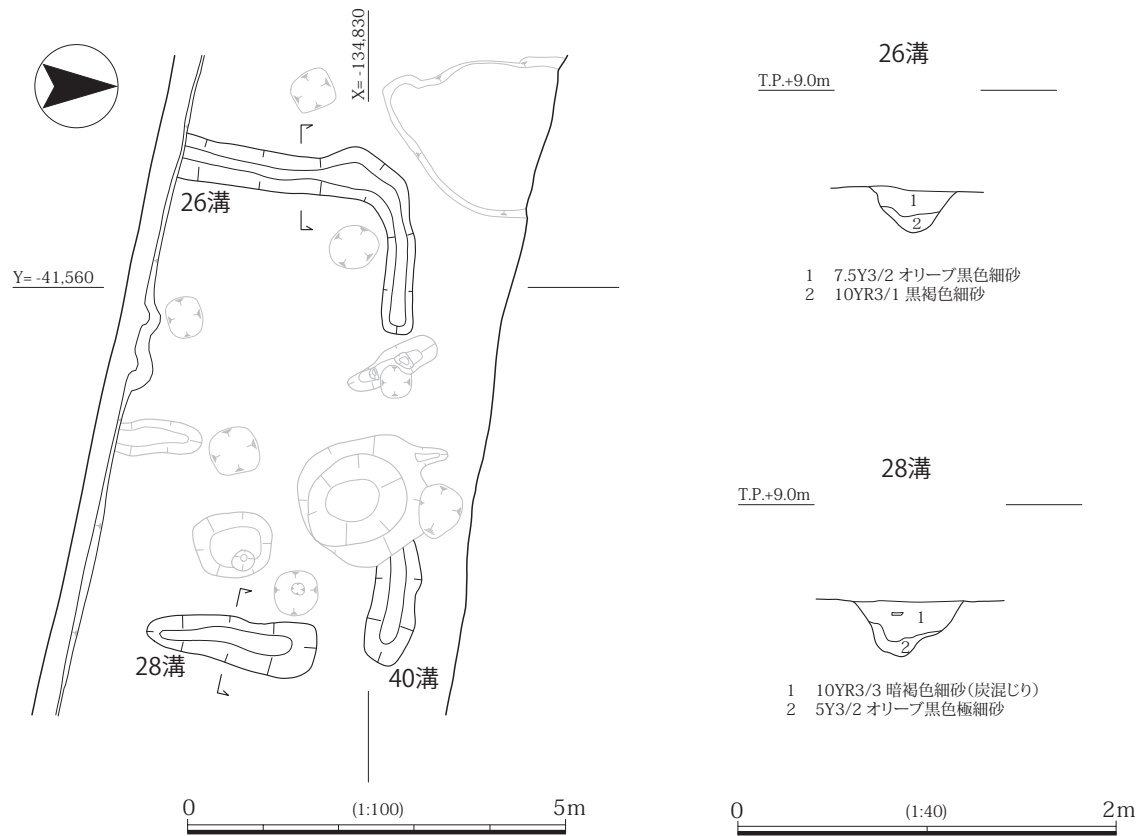 X= -134,830
26溝
Y= -41,560
28溝
40溝
0
(1:100)
5m
26溝
T.P.+9.0m
1
2
1 7.5Y3/2 オリーブ黒色細砂
2 10YR3/1 黒褐色細砂
28溝
T.P.+9.0m
1
2
1 10YR3/3 暗褐色細砂(炭混じり)
2 5Y3/2 オリーブ黒色極細砂
0
(1:40)
2m